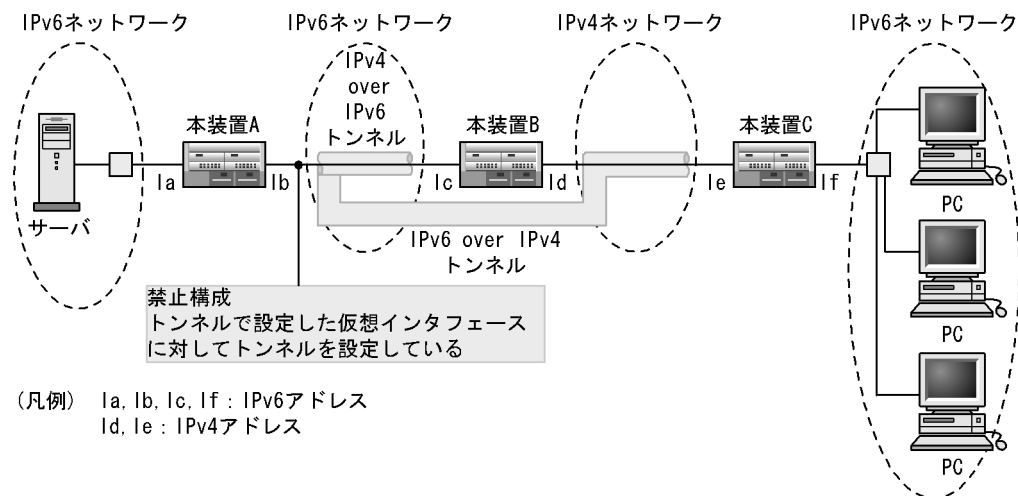 IPv6ネットワーク
IPv6ネットワーク
IPv4ネットワーク
IPv6ネットワーク
IPv4
over
IPv6
トンネル
本装置A
本装置B
本装置C
Ia
Ib
Ic
Id
Ie
If
サーバ
PC
IPv6 over IPv4
トンネル
PC
禁止構成
トンネルで設定した仮想インタフェース
に対してトンネルを設定している
(凡例) Ia,Ib,Ic,If：IPv6アドレス
Id,Ie：IPv4アドレス
PC